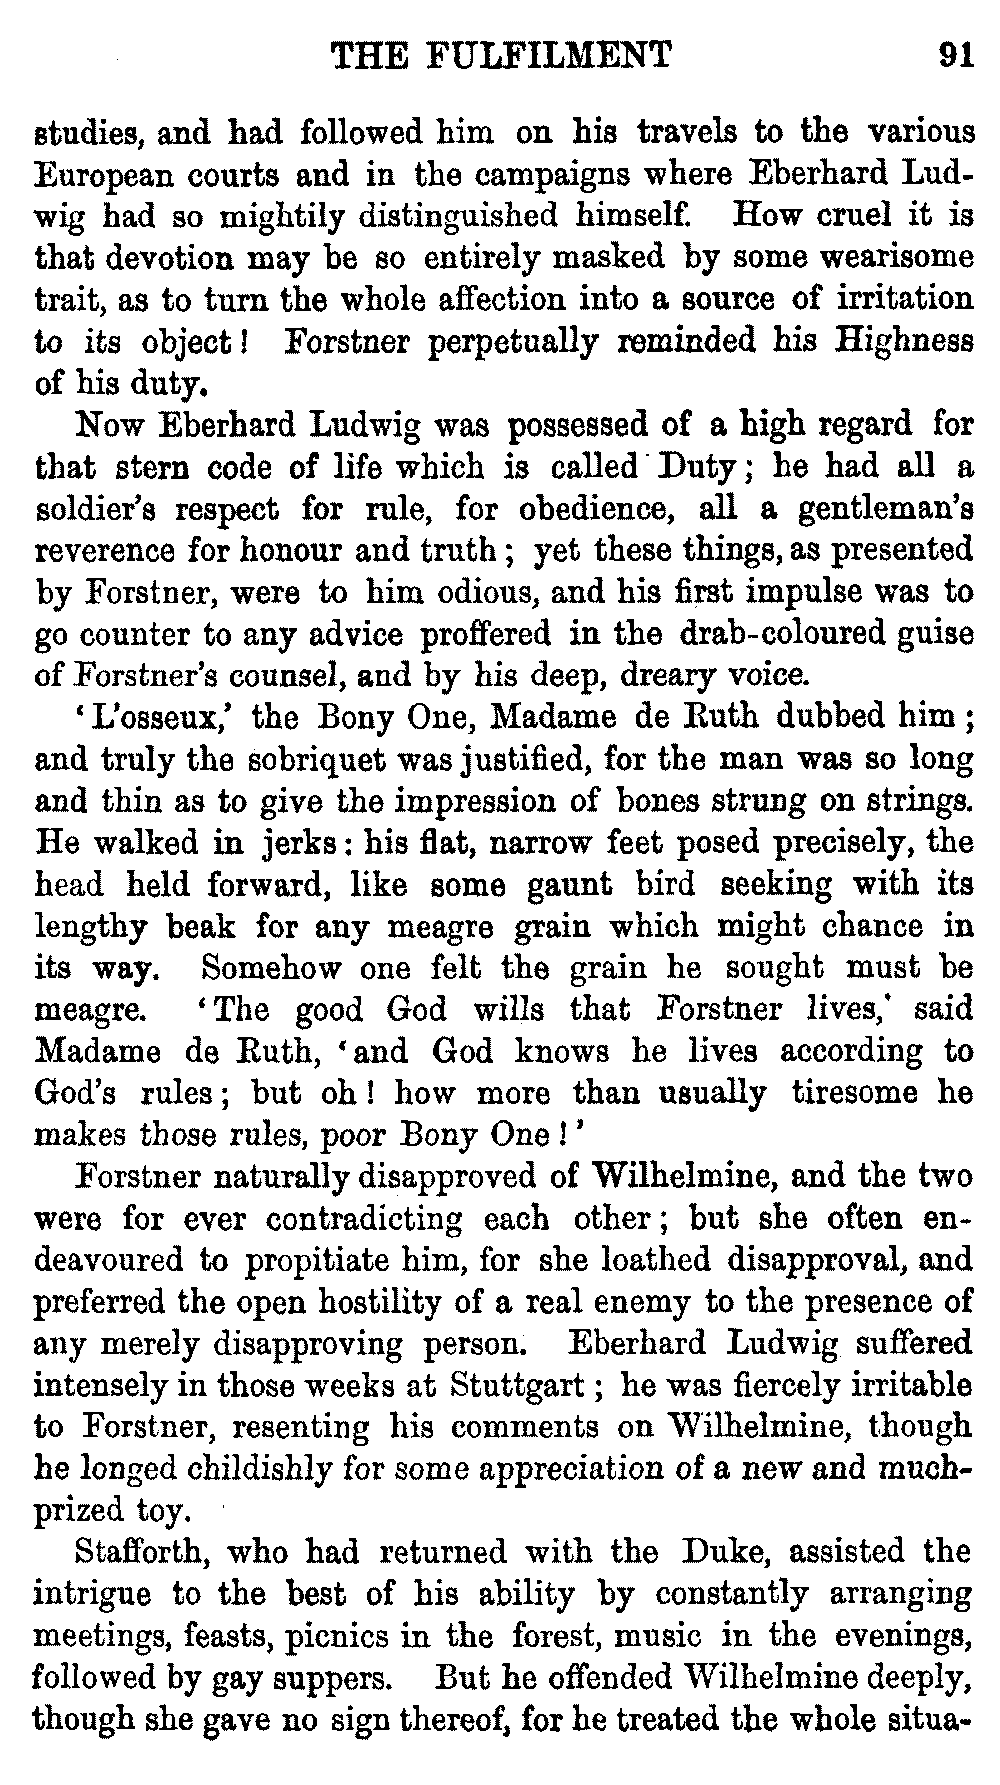 THE FULFILMENT 91
studies, and had followed him on his travels to the various
European courts and in the campaigns where Eberhard Lud-
wig had so mightily distinguished himself. How cruel it is
that devotion may be so entirely masked by some wearisome
trait, as to turn the whole affection into a source of irritation
to its object! Forstner perpetually reminded his Highness
of his duty.
Now Eberhard Ludwig was possessed of a high regard for
that stern code of life which is called Duty; he had all a
soldier's respect for rule, for obedience, all a gentleman's
reverence for honour and truth; yet these things, as presented
by Forstner, were to him odious, and his first impulse was to
go counter to any advice proffered in the drab-coloured guise
of Forstner's counsel, and by his deep, dreary voice.
'L'osseux,' the Bony One, Madame de Ruth dubbed him;
and truly the sobriquet was justified, for the man was so long
and thin as to give the impression of bones strung on strings.
He walked in jerks: his flat, narrow feet posed precisely, the
head held forward, like some gaunt bird seeking with its
lengthy beak for any meagre grain which might chance in
its way. Somehow one felt the grain he sought must be
meagre. 'The good God wills that Forstner lives,' said
Madame de Ruth, 'and God knows he lives according to
God's rules; but oh! how more than usually tiresome he
makes those rules, poor Bony One!'
Forstner naturally disapproved of Wilhelmine, and the two
were for ever contradicting each other; but she often en-
deavoured to propitiate him, for she loathed disapproval, and
preferred the open hostility of a real enemy to the presence of
any merely disapproving person. Eberhard Ludwig suffered
intensely in those weeks at Stuttgart; he was fiercely irritable
to Forstner, resenting his comments on Wilhelmine, though
he longed childishly for some appreciation of a new and much-
prized toy.
Stafforth, who had returned with the Duke, assisted the
intrigue to the best of his ability by constantly arranging
meetings, feasts, picnics in the forest, music in the evenings,
followed by gay suppers. But he offended Wilhelmine deeply,
though she gave no sign thereof, for he treated the whole situa-